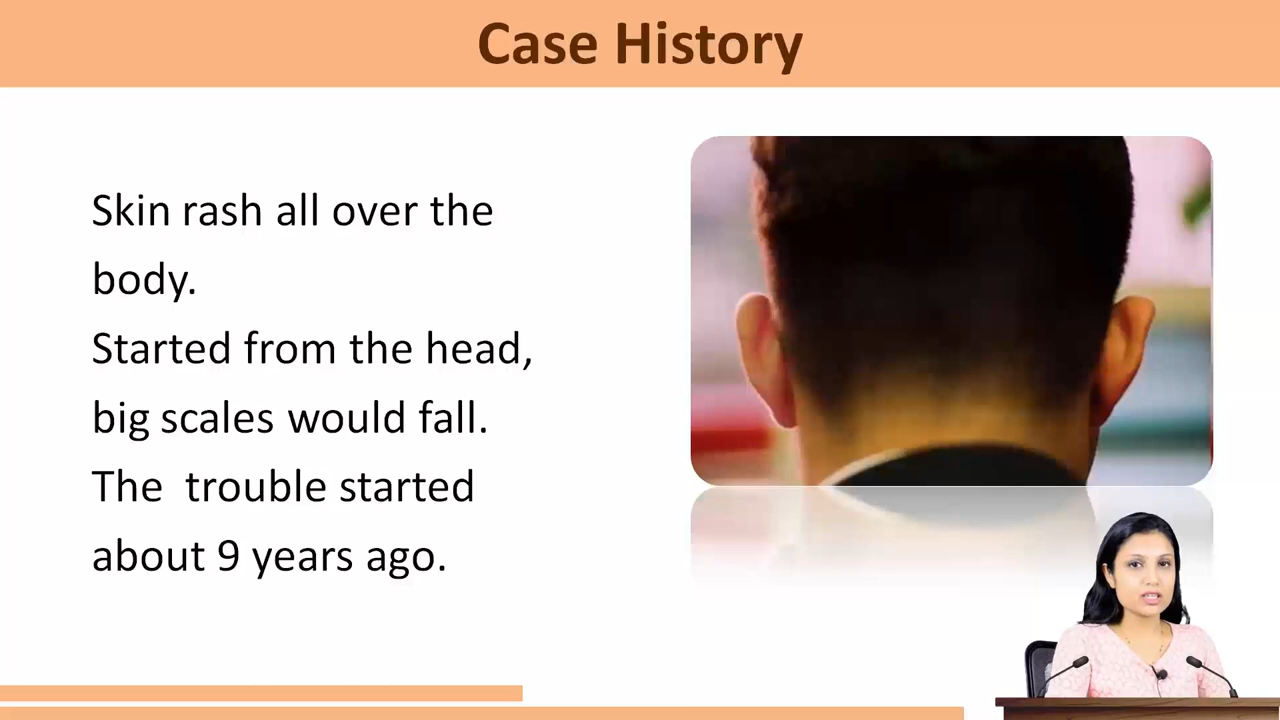 Case History
Skin rash all over the
body.
Started from the head,
big scales would fall.
The  trouble started
about 9 years ago.